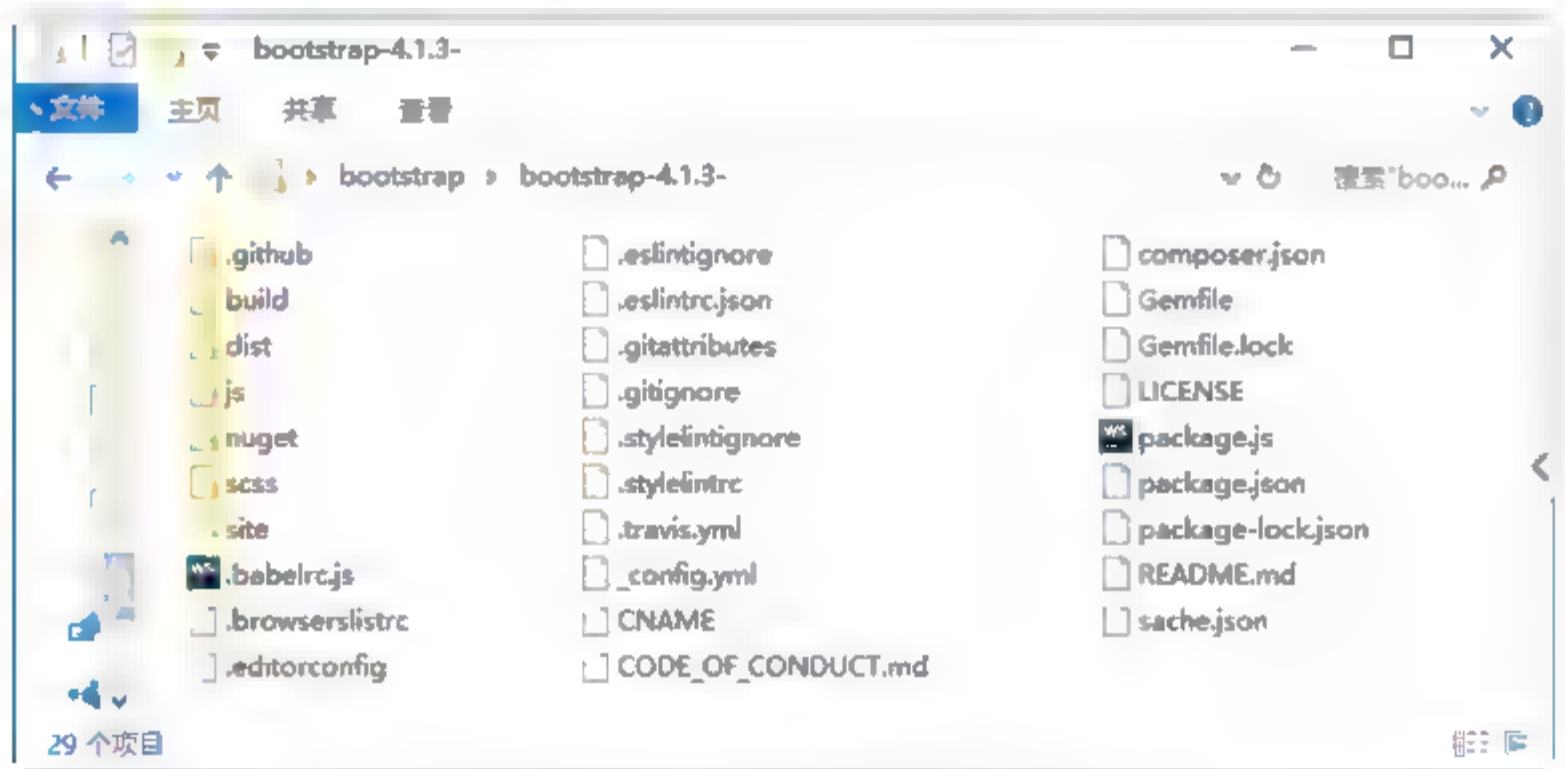 bootstrap-4.1.3-
文件 主页 共享 查看
bootstrap bootstrap-4.1.3- 搜索"boo...
.github
build
dist
js
nuget
scss
site
.babelrc.js
.browserslistrc
.editorconfig
.eslintignore
.eslintrc.json
.gitattributes
.gitignore
.stylelintignore
.stylelintrc
.travis.yml
_config.yml
CNAME
CODE_OF_CONDUCT.md
composer.json
Gemfile
Gemfile.lock
LICENSE
package.js
package.json
package-lock.json
README.md
sache.json
29 个项目